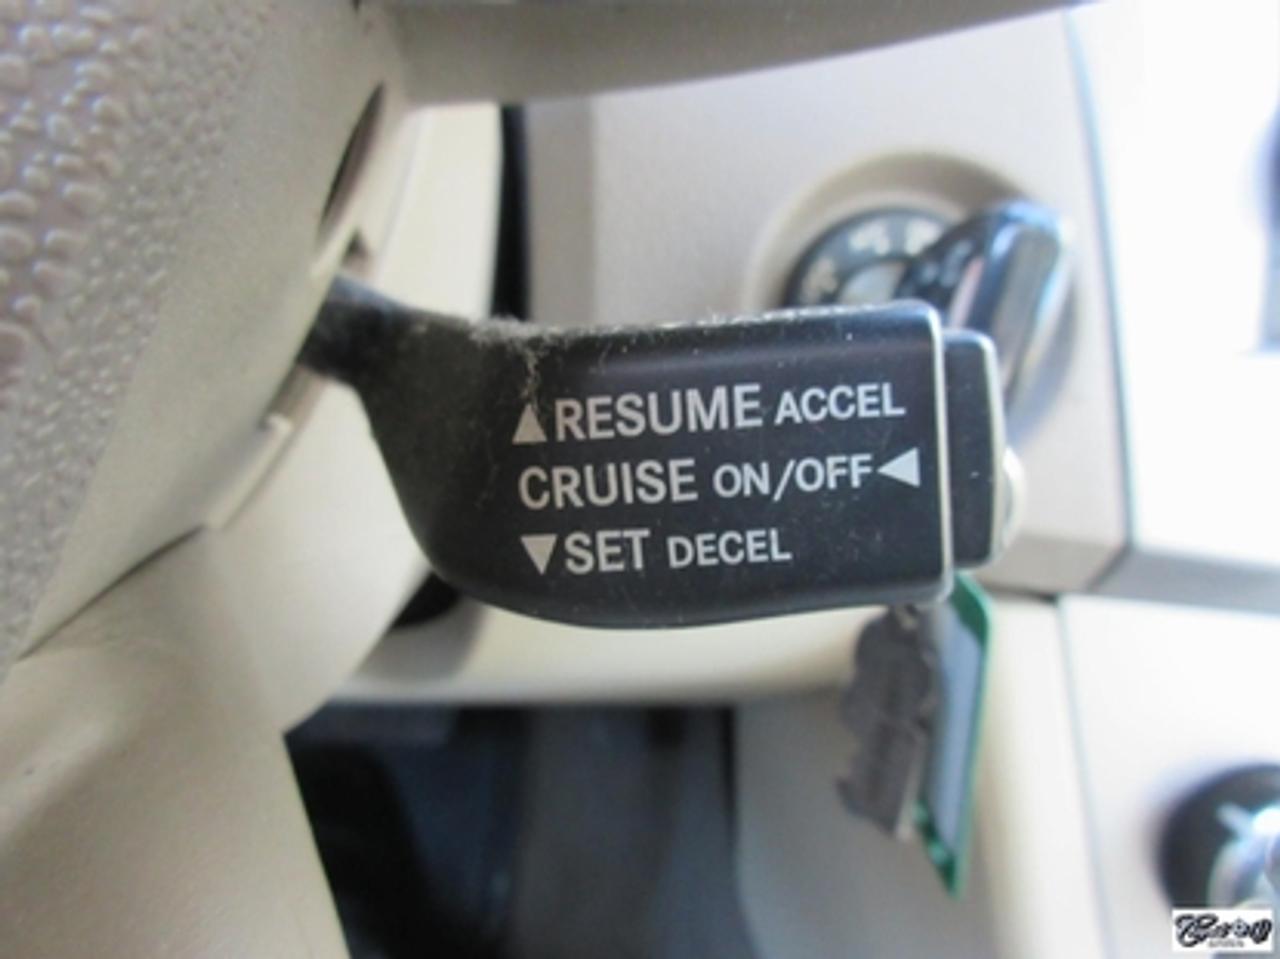 ▲RESUME ACCEL
CRUISE ON/OFF◀
▼SET DECEL